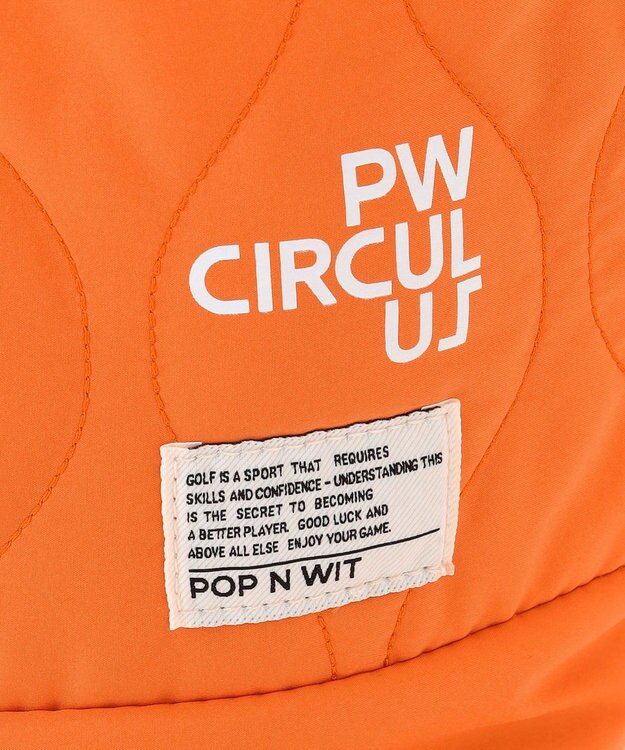 PW
CIRCUL
US
GOLF IS A SPORT THAT REQUIRES
SKILLS AND CONFIDENCE – UNDERSTANDING THIS
IS THE SECRET TO BECOMING
A BETTER PLAYER. GOOD LUCK AND
ABOVE ALL ELSE ENJOY YOUR GAME.
POP N WIT